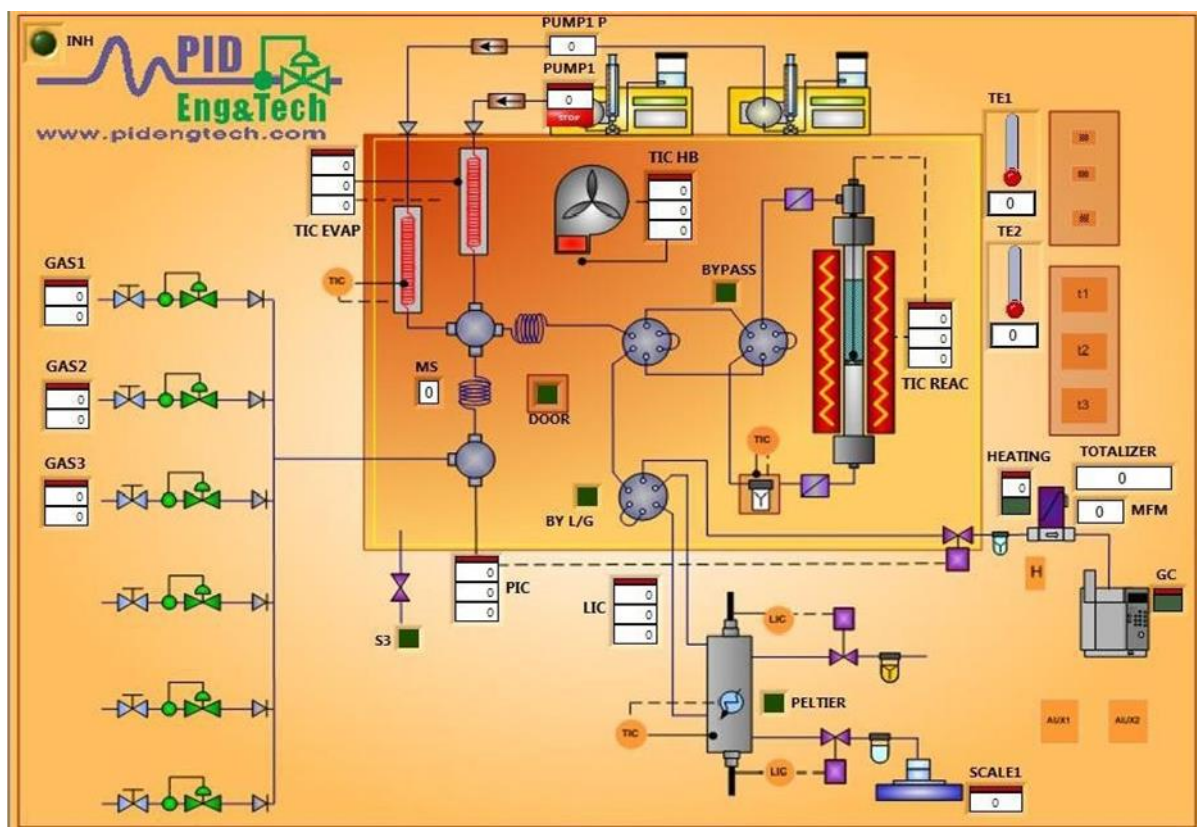 INH
PID
Eng&Tech
www.pidengtech.com
PUMP1 P
0
PUMP1
0
STOP
TIC EVAP
0
0
0
TIC HB
0
0
0
TE1
0
TE2
0
GAS1
0
0
GAS2
0
0
GAS3
0
0
TIC
BYPASS
MS
0
DOOR
TIC REAC
0
0
0
t1
t2
t3
TIC
BY L/G
HEATING
0
TOTALIZER
0
0
MFM
PIC
0
0
0
LIC
0
0
0
H
GC
S3
LIC
PELTIER
TIC
LIC
AUX1
AUX2
SCALE1
0